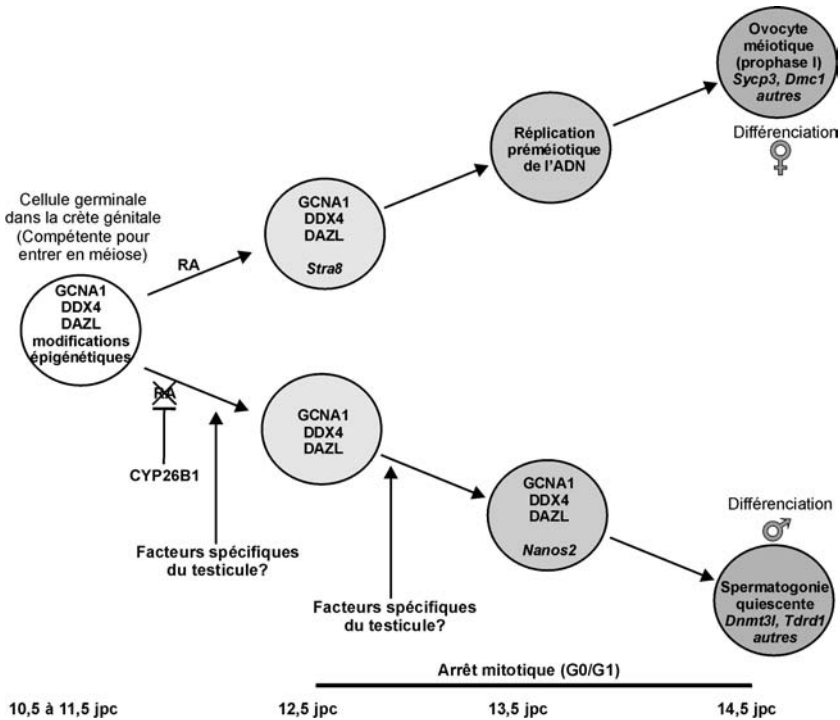 Ovocyte
méiotique
(prophase I)
Sycp3, Dmc1
autres
Différenciation
Réplication
préméiotique
de l'ADN
Cellule germinale
dans la crète génitale
(Compétente pour
entrer en méiose)
GCNA1
DDX4
DAZL
modifications
épigénétiques
RA
GCNA1
DDX4
DAZL
Stra8
RA
CYP26B1
Facteurs spécifiques
du testicule?
GCNA1
DDX4
DAZL
Facteurs spécifiques
du testicule?
GCNA1
DDX4
DAZL
Nanos2
Différenciation
Spermatogonie
quiescente
Dnmt3l, Tdrd1
autres
Arrêt mitotique (G0/G1)
10,5 à 11,5 jpc
12,5 jpc
13,5 jpc
14,5 jpc